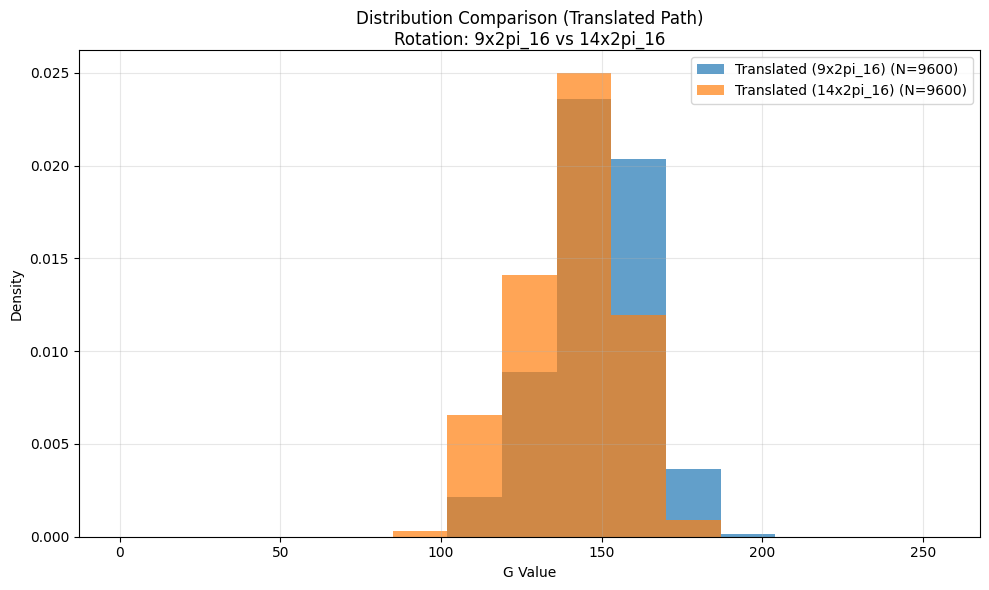 Distribution Comparison (Translated Path)
Rotation: 9x2pi_16 vs 14x2pi_16
Translated (9x2pi_16) (N=9600)
Translated (14x2pi_16) (N=9600)
Density
0.025
0.020
0.015
0.010
0.005
0.000
0 50 100 150 200 250
G Value